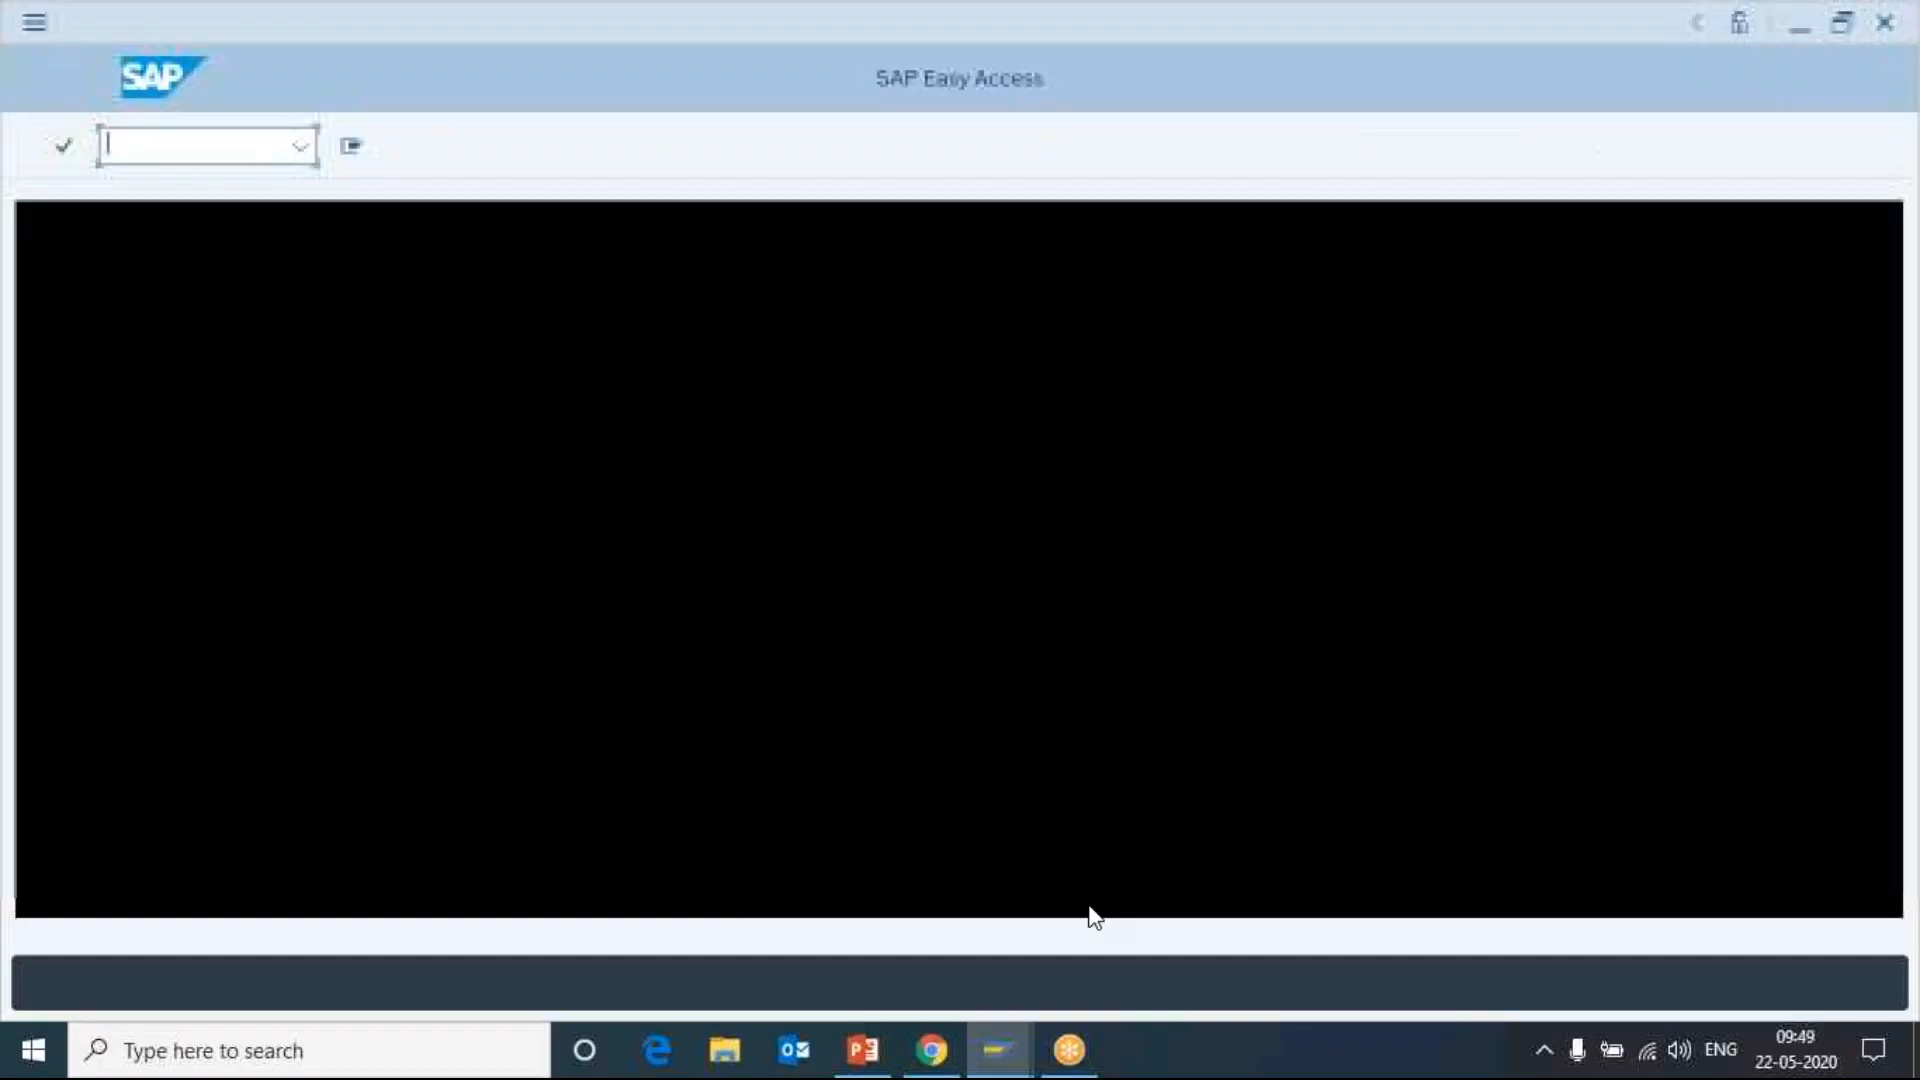 SAP
SAP Easy Access
Type here to search
ENG
09:49
22-05-2020